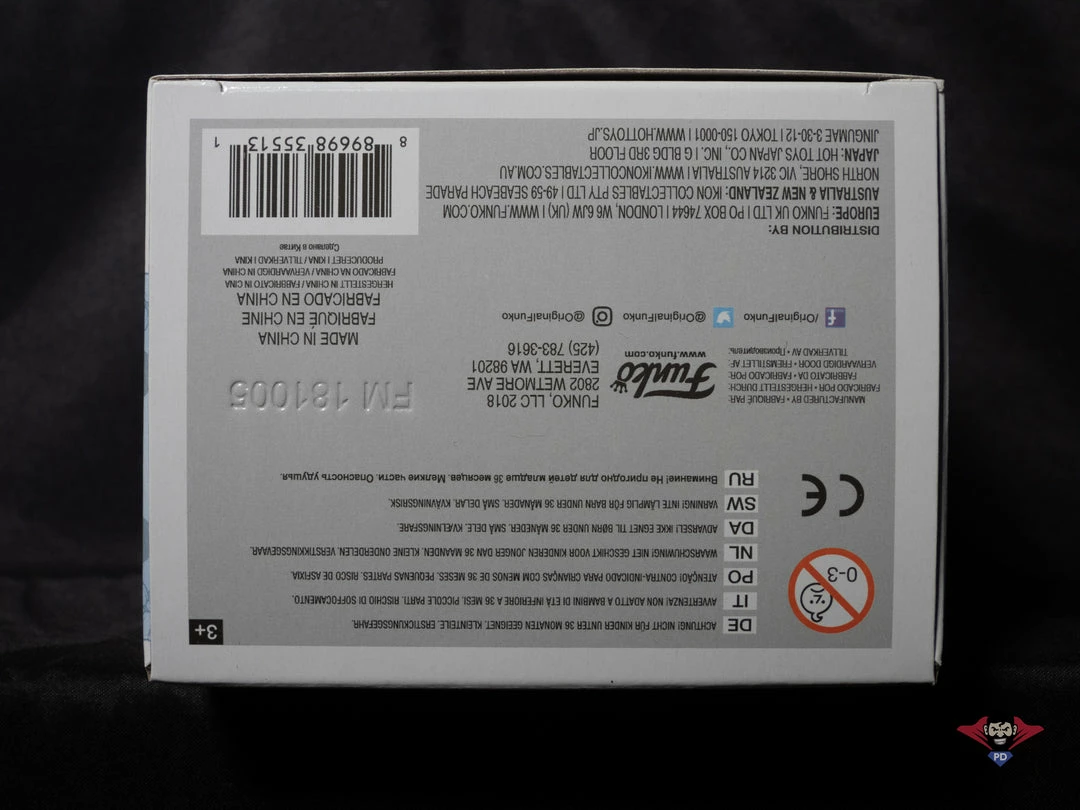 3+
DE ACHTUNG! NICHT FÜR KINDER UNTER 36 MONATEN GEEIGNET. KLEINTEILE. ERSTICKUNGSGEFAHR.
IT AVVERTENZA! NON ADATTO A BAMBINI DI ETÀ INFERIORE A 36 MESI. PICCOLE PARTI. RISCHIO DI SOFFOCAMENTO.
PO ATENÇÃO! CONTRA-INDICADO PARA CRIANÇAS COM MENOS DE 36 MESES. PEQUENAS PARTES. RISCO DE ASFIXIA.
NL WAARSCHUWING! NIET GESCHIKT VOOR KINDEREN JONGER DAN 36 MAANDEN. KLEINE ONDERDELEN. VERSTIKKINGSGEVAAR.
DA ADVARSEL! IKKE EGNET TIL BØRN UNDER 36 MÅNEDER. SMÅ DELE. KVÆLNINGSFARE.
SW VARNING! INTE LÄMPLIG FÖR BARN UNDER 36 MÅNADER. SMÅ DELAR. KVÄVNINGSRISK.
RU Внимание! Не пригодно для детей младше 36 месяцев. Мелкие части. Опасность удушья.
0-3
CE
MANUFACTURED BY • FABRIQUÉ PAR:
FABRICADO POR • HERGESTELLT DURCH:
FABBRICATO DA • FABRICADO POR:
VERVAARDIGD DOOR • FREMSTILLET AF:
TILLVERKAD AV • Производитель:
Funko
www.funko.com
FUNKO, LLC 2018
2802 WETMORE AVE
EVERETT, WA 98201
(425) 783-3616
FM 181005
/OriginalFunko
@OriginalFunko
@OriginalFunko
MADE IN CHINA
FABRIQUÉ EN CHINE
FABRICADO EN CHINA
HERGESTELLT IN CHINA / FABBRICATO IN CINA
FABRICADO NA CHINA / VERVAARDIGD IN CHINA
PRODUCERET I KINA / TILLVERKAD I KINA
Сделано в Китае
DISTRIBUTION BY:
EUROPE: FUNKO UK LTD | PO BOX 74644 | LONDON, W6 6JW (UK) | WWW.FUNKO.COM
AUSTRALIA & NEW ZEALAND: IKON COLLECTABLES PTY LTD | 49-59 SEABEACH PARADE
NORTH SHORE, VIC 3214 AUSTRALIA | WWW.IKONCOLLECTABLES.COM.AU
JAPAN: HOT TOYS JAPAN CO., INC. | G BLDG 3RD FLOOR
JINGUMAE 3-30-12 | TOKYO 150-0001 | WWW.HOTTOYS.JP
8 89698 35513 1
PD